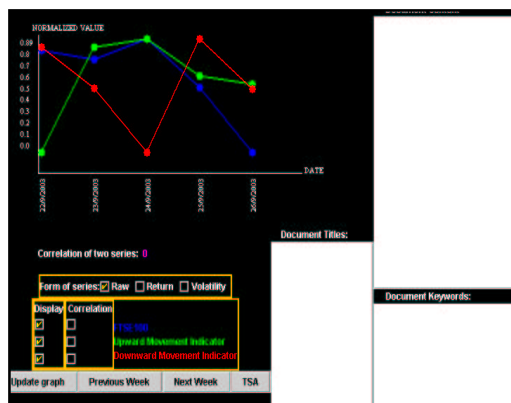 NORMALIZED VALUE
0.89
0.8
0.9
0.7
0.6
0.5
0.4
0.3
0.2
0.1
0.0
DATE
22/9/2003
23/9/2003
24/9/2003
25/9/2003
26/9/2003
Document Titles:
Correlation of two series: 0
Form of series: Raw Return Volatility
Document Keywords:
Display Correlation
FTSE 100
Upward Movement Indicator
Downward Movement Indicator
Update graph Previous Week Next Week TSA